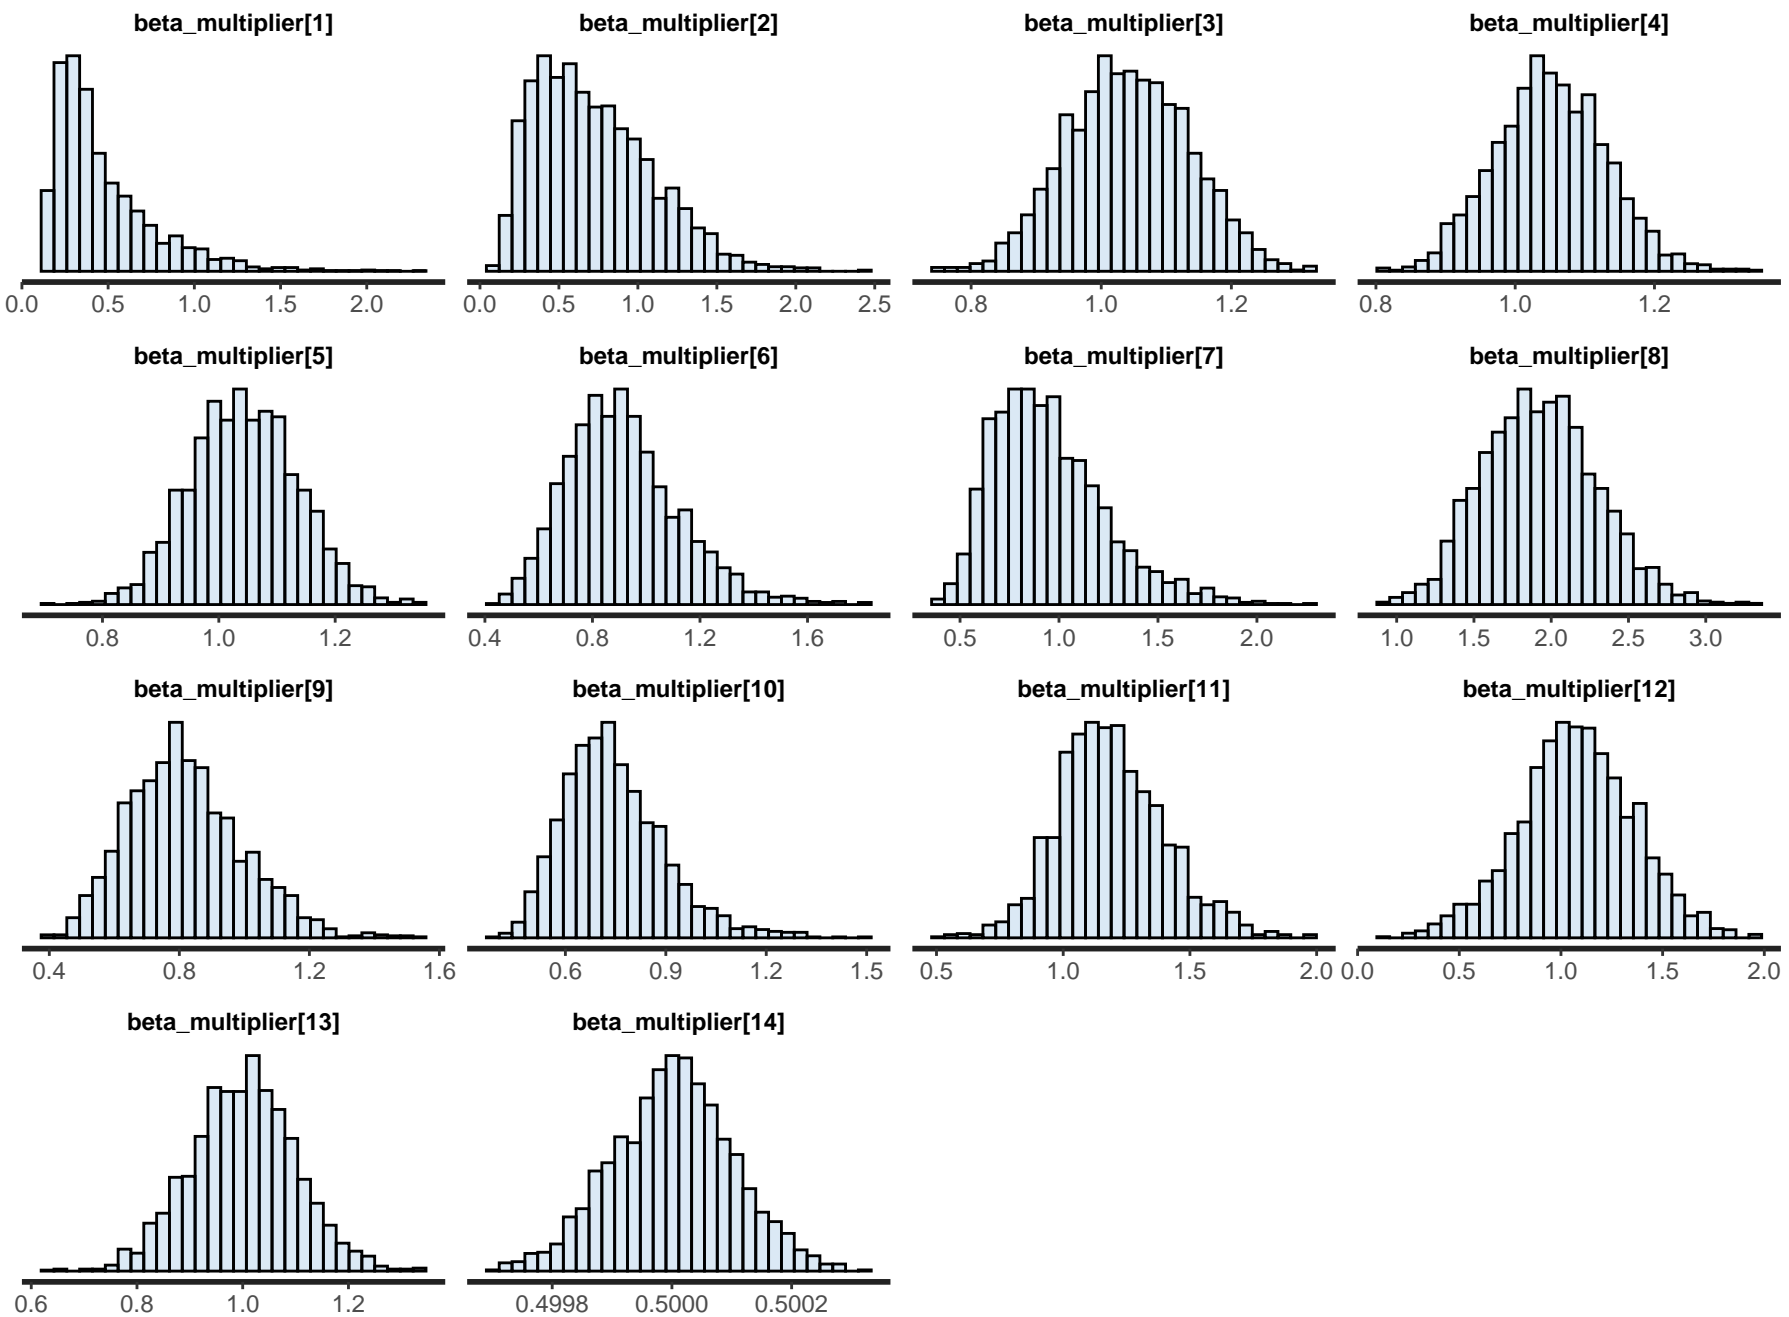 beta_multiplier[1] beta_multiplier[2] beta_multiplier[3] beta_multiplier[4]
0.0 0.5 1.0 1.5 2.0 0.0 0.5 1.0 1.5 2.0 2.5 0.8 1.0 1.2 0.8 1.0 1.2
beta_multiplier[5] beta_multiplier[6] beta_multiplier[7] beta_multiplier[8]
0.8 1.0 1.2 0.4 0.8 1.2 1.6 0.5 1.0 1.5 2.0 1.0 1.5 2.0 2.5 3.0
beta_multiplier[9] beta_multiplier[10] beta_multiplier[11] beta_multiplier[12]
0.4 0.8 1.2 1.6 0.6 0.9 1.2 1.5 0.5 1.0 1.5 2.0 0.0 0.5 1.0 1.5 2.0
beta_multiplier[13] beta_multiplier[14]
0.6 0.8 1.0 1.2 0.4998 0.5000 0.5002